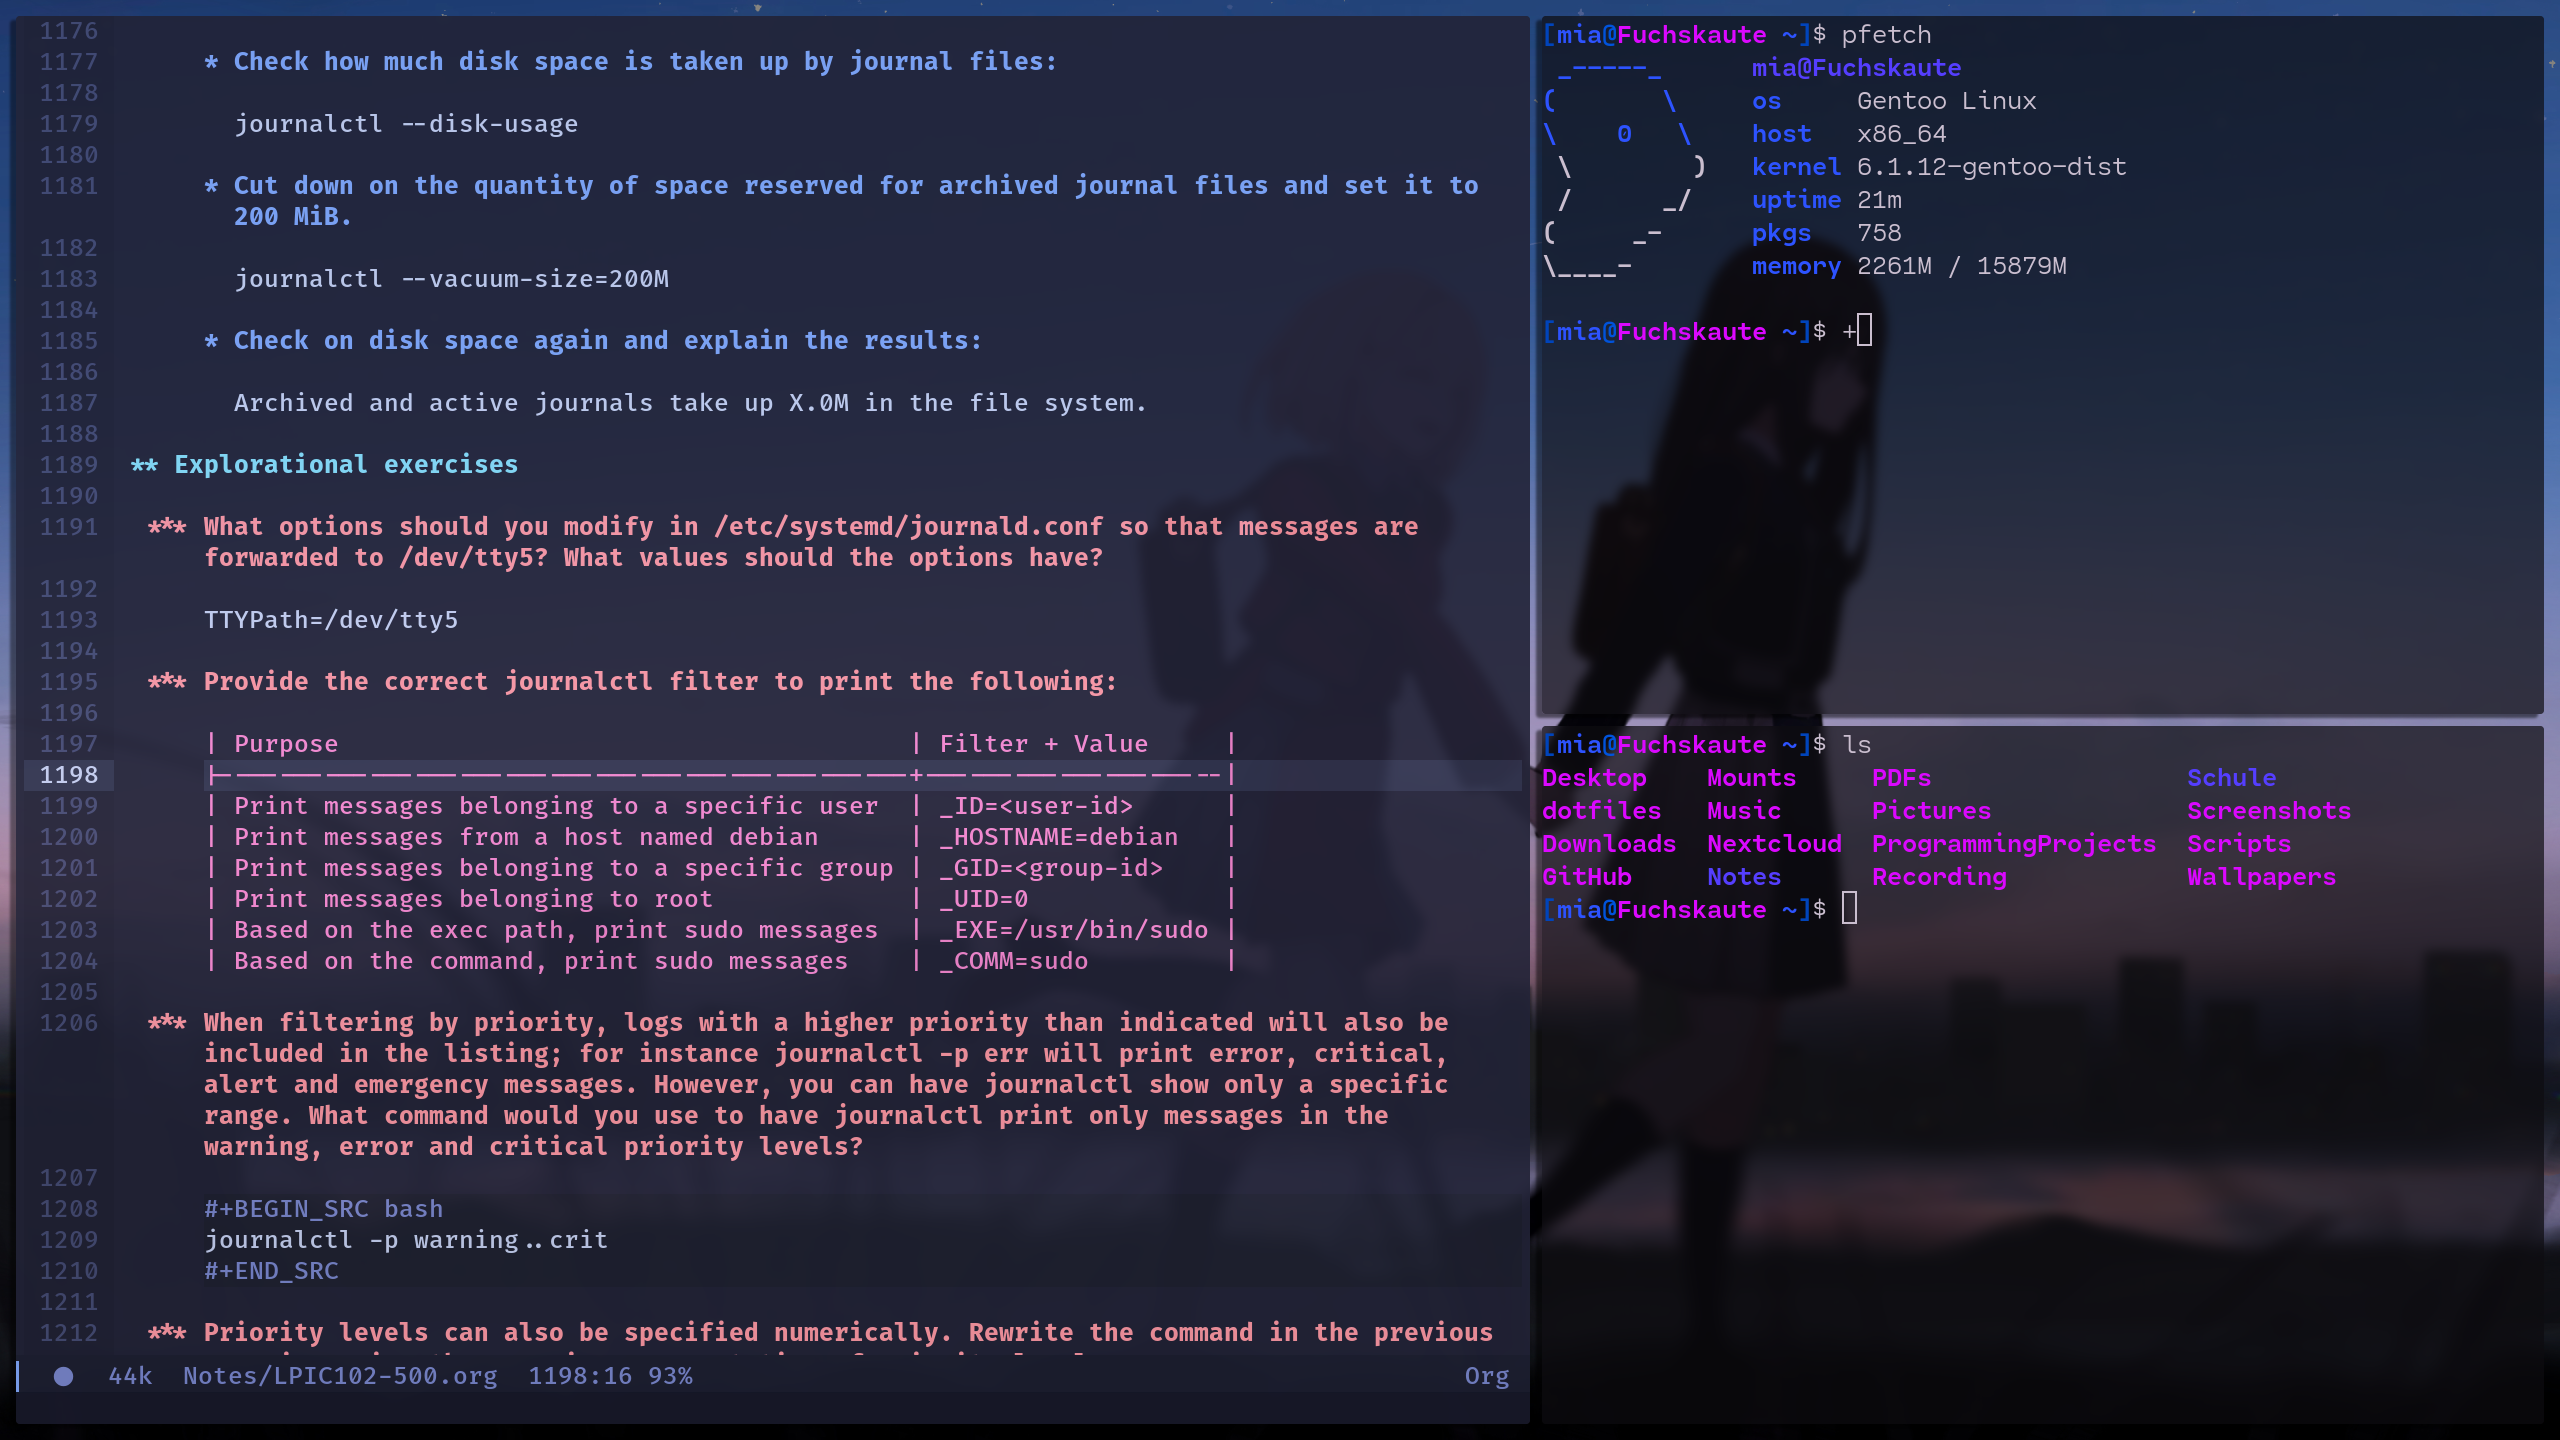 1176
1177 * Check how much disk space is taken up by journal files:
1178
1179 journalctl --disk-usage
1180
1181 * Cut down on the quantity of space reserved for archived journal files and set it to
200 MiB.
1182
1183 journalctl --vacuum-size=200M
1184
1185 * Check on disk space again and explain the results:
1186
1187 Archived and active journals take up X.0M in the file system.
1188
1189 ** Explorational exercises
1190
1191 *** What options should you modify in /etc/systemd/journald.conf so that messages are
forwarded to /dev/tty5? What values should the options have?
1192
1193 TTYPath=/dev/tty5
1194
1195 *** Provide the correct journalctl filter to print the following:
1196
1197 | Purpose | Filter + Value |
1198 |----------------------------------------------+--------------------|
1199 | Print messages belonging to a specific user | _ID=<user-id> |
1200 | Print messages from a host named debian | _HOSTNAME=debian |
1201 | Print messages belonging to a specific group | _GID=<group-id> |
1202 | Print messages belonging to root | _UID=0 |
1203 | Based on the exec path, print sudo messages | _EXE=/usr/bin/sudo |
1204 | Based on the command, print sudo messages | _COMM=sudo |
1205
1206 *** When filtering by priority, logs with a higher priority than indicated will also be
included in the listing; for instance journalctl -p err will print error, critical,
alert and emergency messages. However, you can have journalctl show only a specific
range. What command would you use to have journalctl print only messages in the
warning, error and critical priority levels?
1207
1208 #+BEGIN_SRC bash
1209 journalctl -p warning..crit
1210 #+END_SRC
1211
1212 *** Priority levels can also be specified numerically. Rewrite the command in the previous
44k Notes/LPIC102-500.org 1198:16 93% Org
[mia@Fuchskaute ~]$ pfetch
 _-----_ mia@Fuchskaute
( \ os Gentoo Linux
\ 0 \ host x86_64
 \ ) kernel 6.1.12-gentoo-dist
 / _/ uptime 21m
( _- pkgs 758
\____- memory 2261M / 15879M
[mia@Fuchskaute ~]$ +
[mia@Fuchskaute ~]$ ls
Desktop Mounts PDFs Schule
dotfiles Music Pictures Screenshots
Downloads Nextcloud ProgrammingProjects Scripts
GitHub Notes Recording Wallpapers
[mia@Fuchskaute ~]$